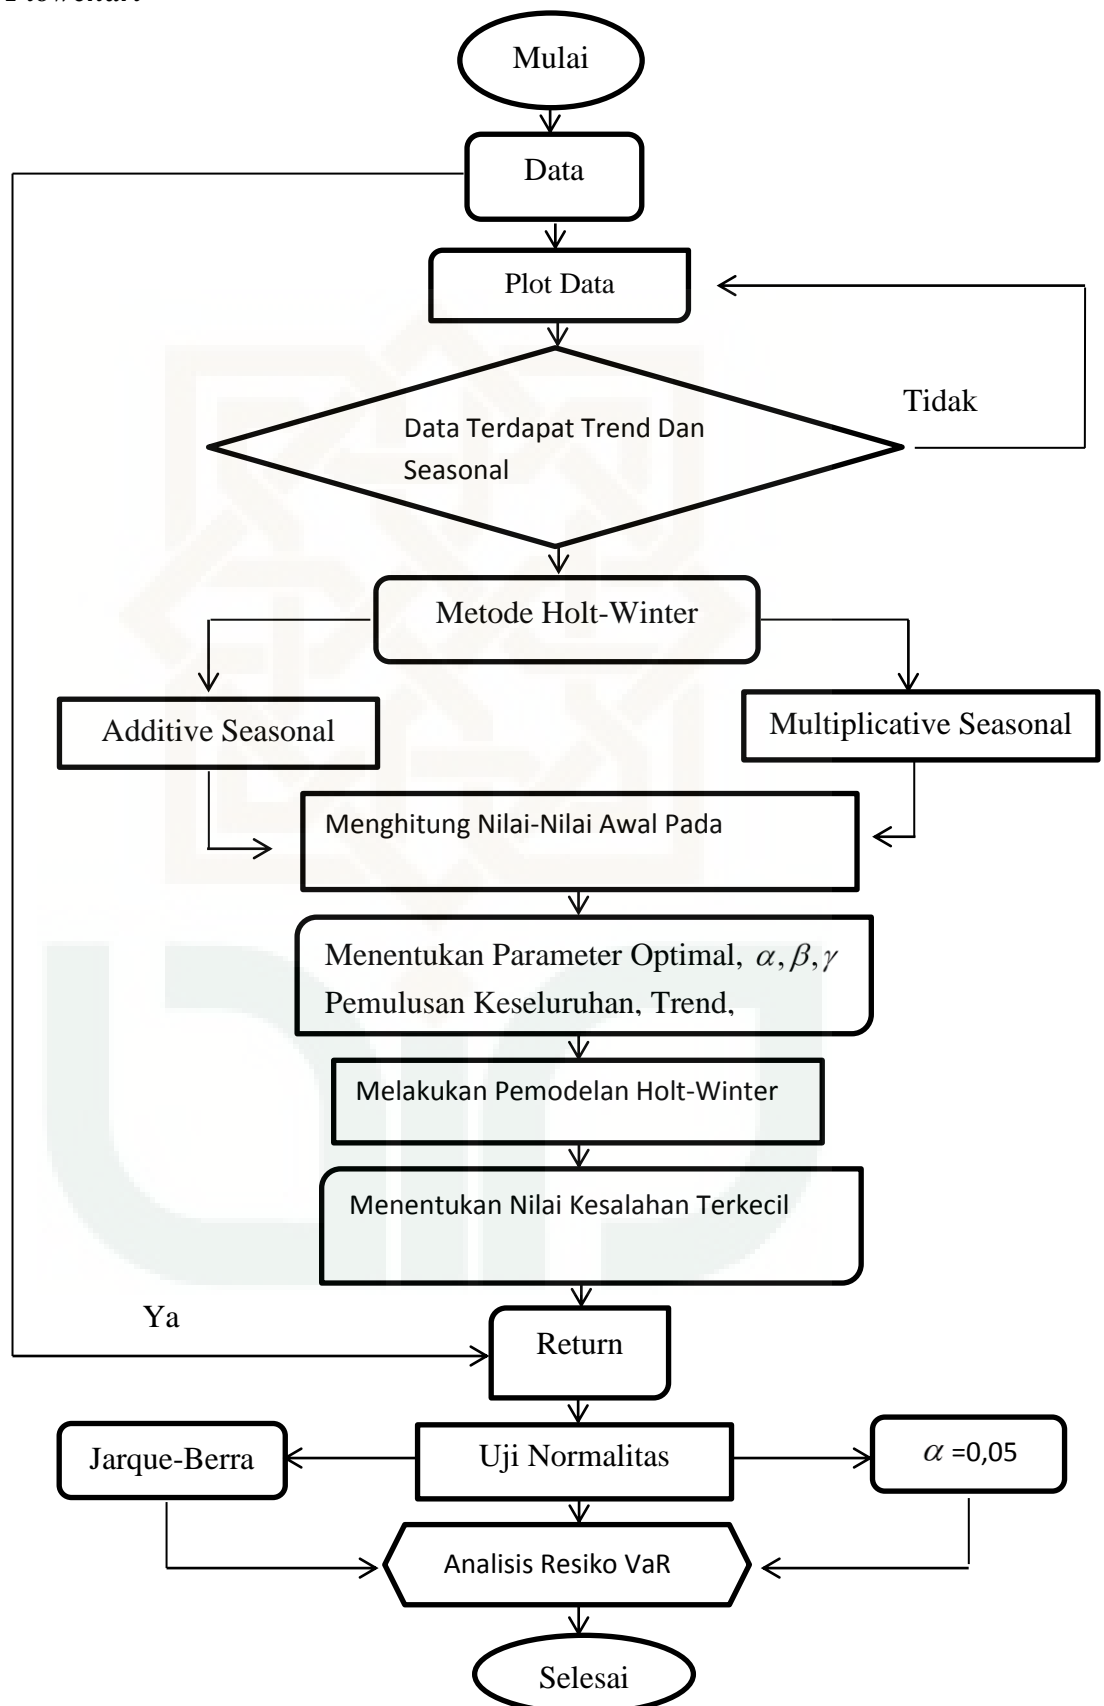 Flowchart
Mulai
Data
Plot Data
Tidak
Data Terdapat Trend Dan
Seasonal
Metode Holt-Winter
Additive Seasonal
Multiplicative Seasonal
Menghitung Nilai-Nilai Awal Pada
Menentukan Parameter Optimal, α, β, γ
Pemulusan Keseluruhan, Trend,
Melakukan Pemodelan Holt-Winter
Menentukan Nilai Kesalahan Terkecil
Ya
Return
Jarque-Berra
Uji Normalitas
α =0,05
Analisis Resiko VaR
Selesai